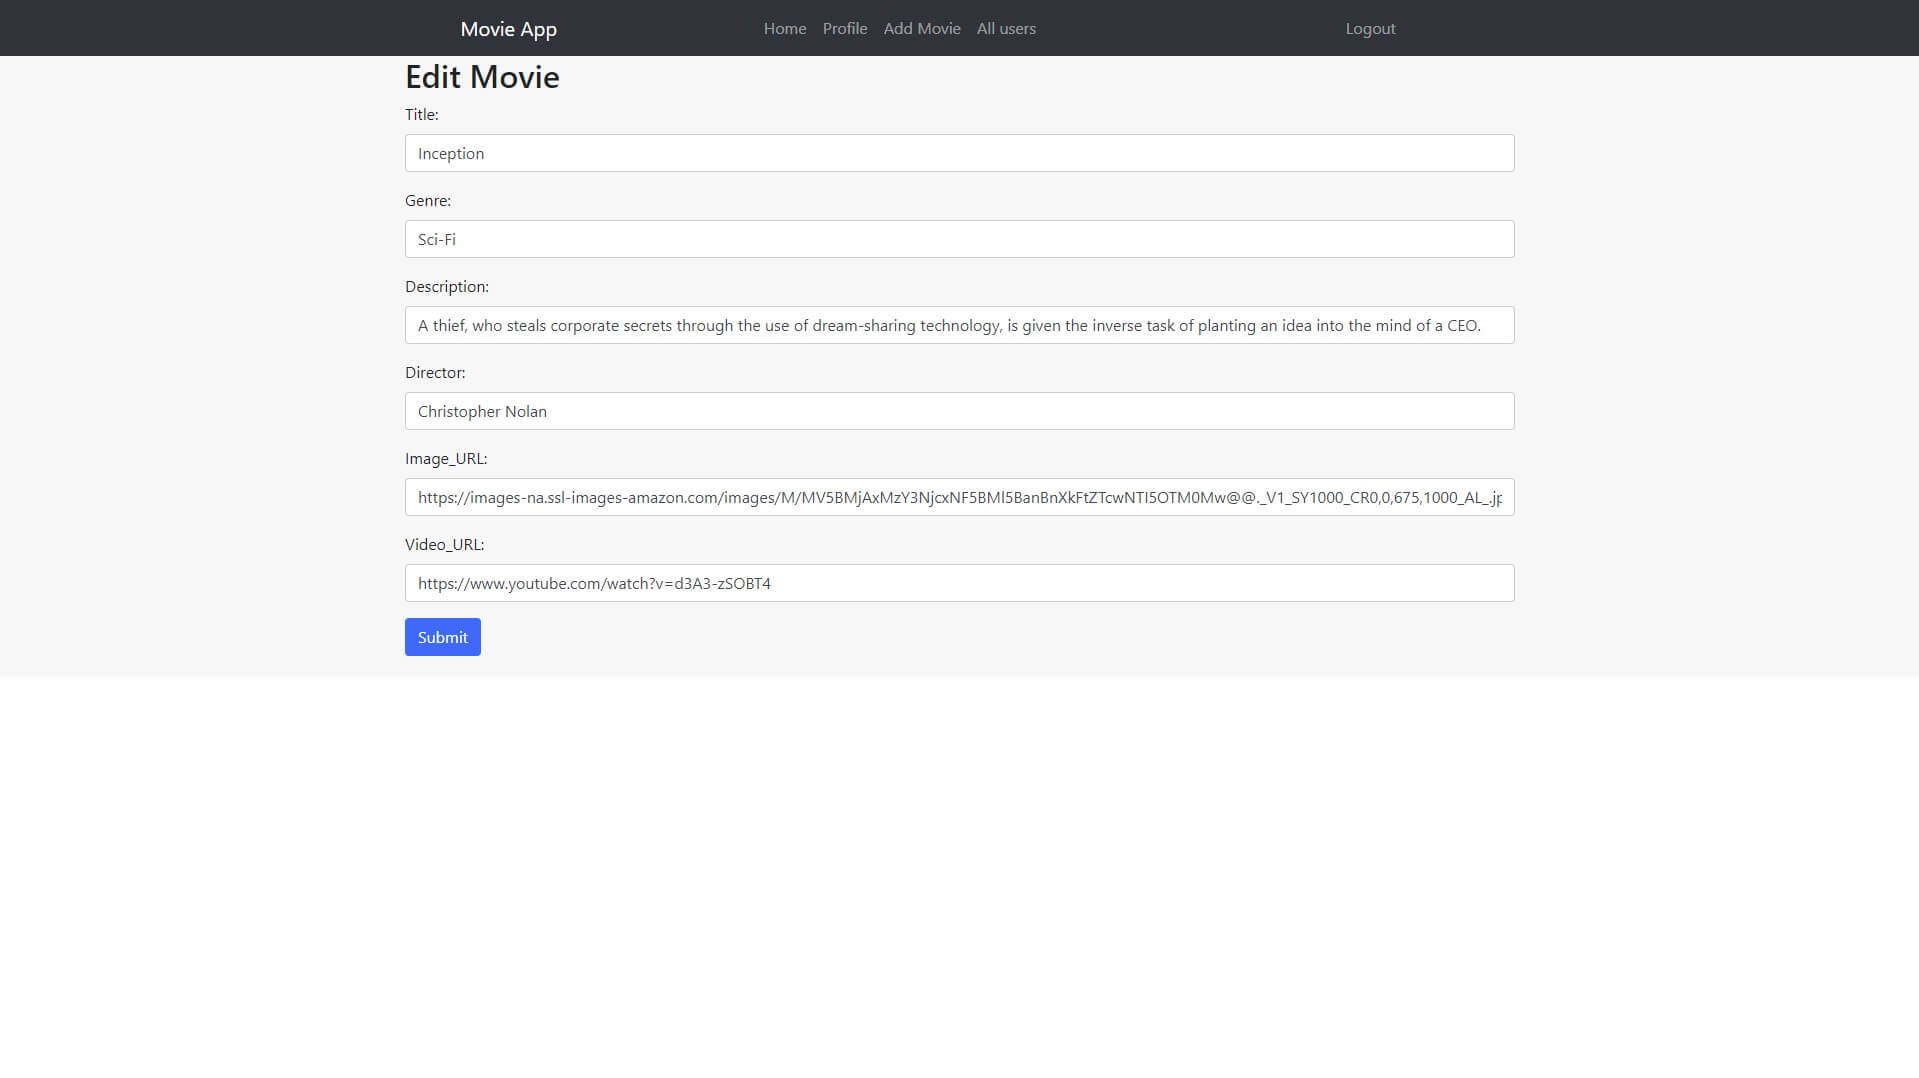 Movie App
Home Profile Add Movie All users
Logout
Edit Movie
Title:
Inception
Genre:
Sci-Fi
Description:
A thief, who steals corporate secrets through the use of dream-sharing technology, is given the inverse task of planting an idea into the mind of a CEO.
Director:
Christopher Nolan
Image_URL:
https://images-na.ssl-images-amazon.com/images/M/MV5BMjAxMzY3NjcxNF5BMl5BanBnXkFtZTcwNTI5OTM0Mw@@._V1_SY1000_CR0,0,675,1000_AL_.jp
Video_URL:
https://www.youtube.com/watch?v=d3A3-zSOBT4
Submit